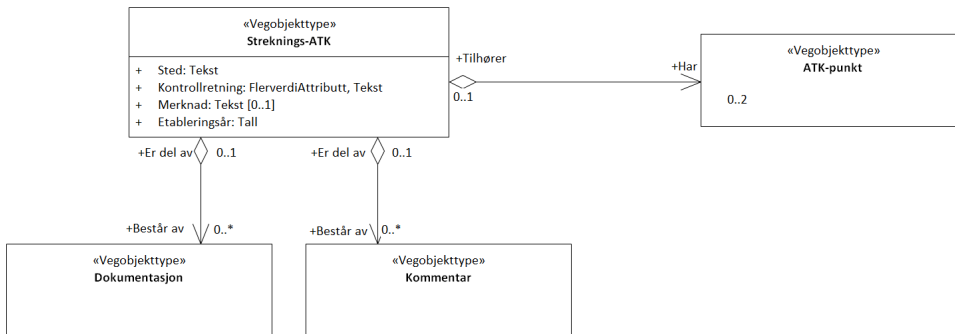 «Vegobjekttype»
Streknings-ATK
+ Sted: Tekst
+ Kontrollretning: FlerverdiAttributt, Tekst
+ Merknad: Tekst [0..1]
+ Etableringsår: Tall
+Tilhører
0..1
+Har
«Vegobjekttype»
ATK-punkt
0..2
+Er del av 0..1
+Er del av 0..1
+Består av 0..*
+Består av 0..*
«Vegobjekttype»
Dokumentasjon
«Vegobjekttype»
Kommentar